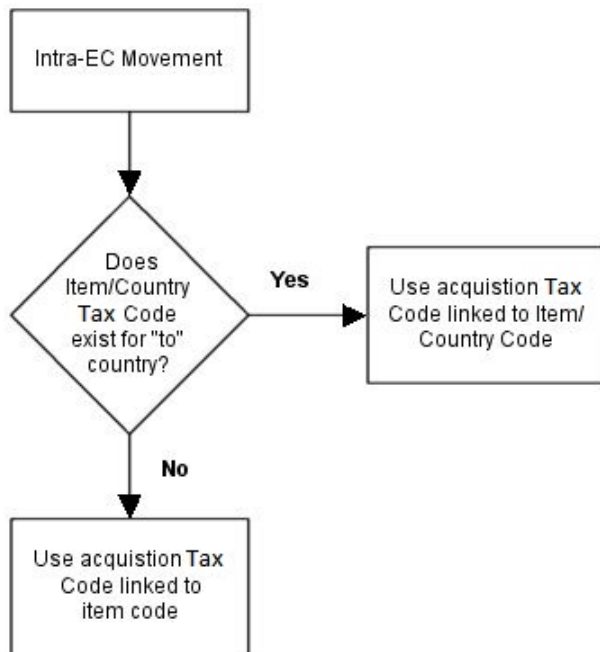 Intra-EC Movement
Does
Item/Country
Tax Code
exist for "to"
country?
Yes
Use acquistion Tax
Code linked to Item/
Country Code
No
Use acquistion Tax
Code linked to
item code